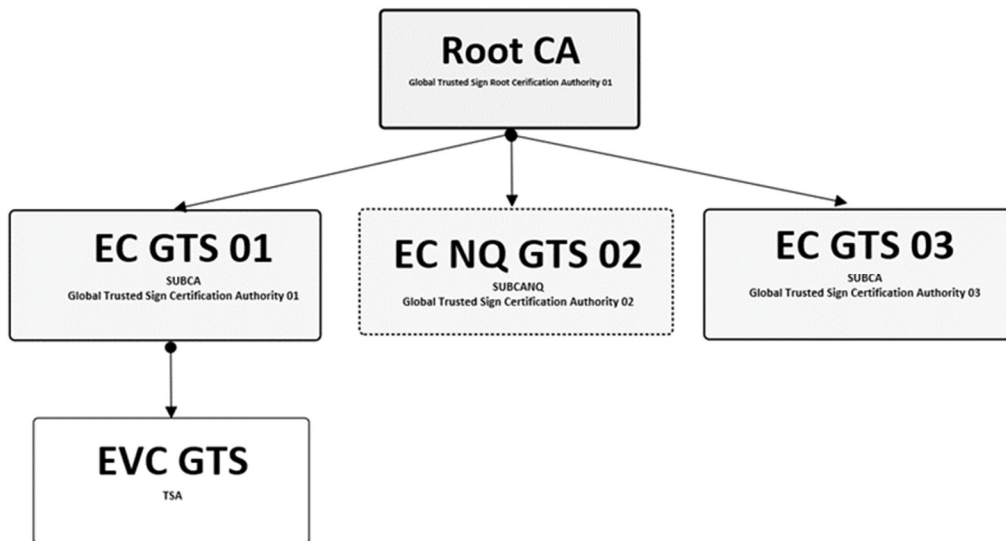 Root CA
Global Trusted Sign Root Cerification Authority 01
EC GTS 01
SUBCA
Global Trusted Sign Certification Authority 01
EC NQ GTS 02
SUBCANQ
Global Trusted Sign Certification Authority 02
EC GTS 03
SUBCA
Global Trusted Sign Certification Authority 03
EVC GTS
TSA